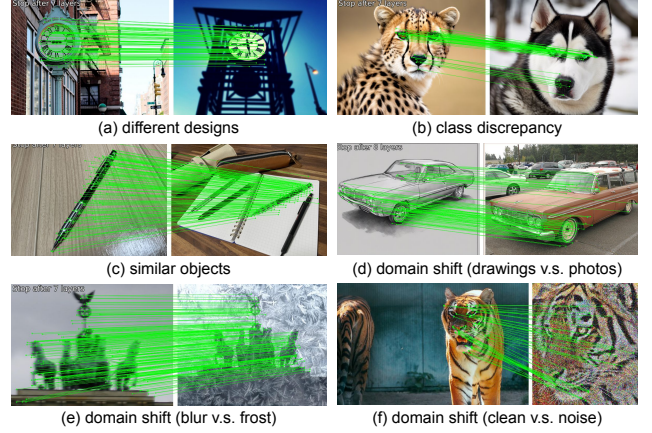 Stop after 9 layers
(a) different designs
Stop after 7 layers
(b) class discrepancy
(c) similar objects
Stop after 8 layers
(d) domain shift (drawings v.s. photos)
Stop after 7 layers
(e) domain shift (blur v.s. frost)
(f) domain shift (clean v.s. noise)